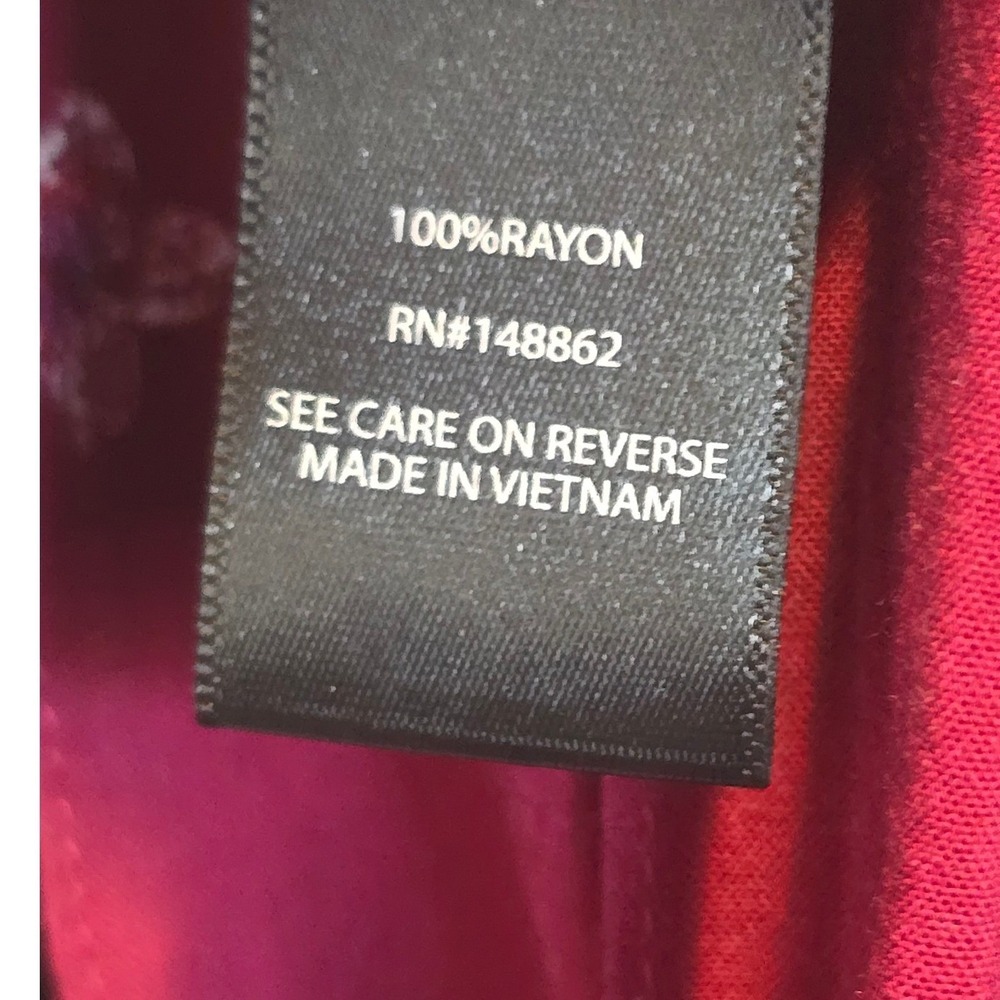 100%RAYON
RN#148862
SEE CARE ON REVERSE
MADE IN VIETNAM